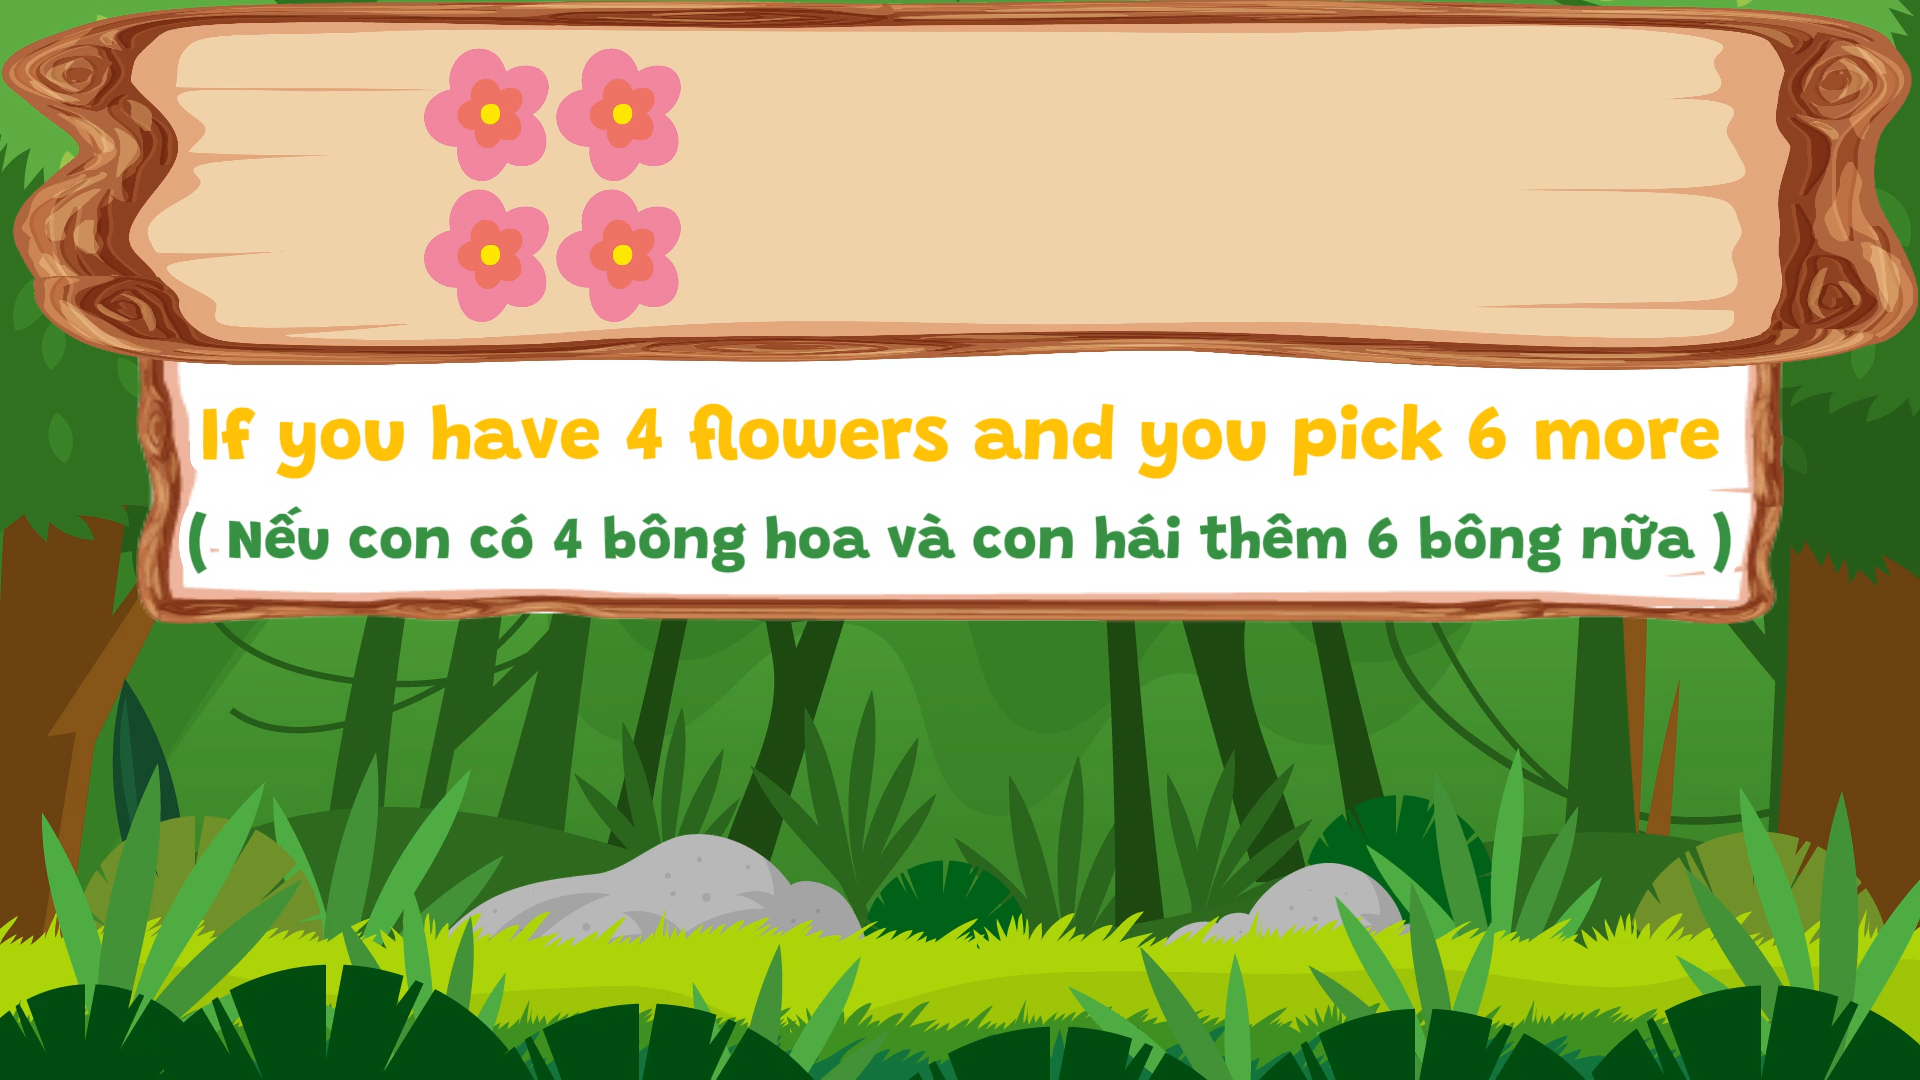 If you have 4 flowers and you pick 6 more
( Nếu con có 4 bông hoa và con hái thêm 6 bông nữa )